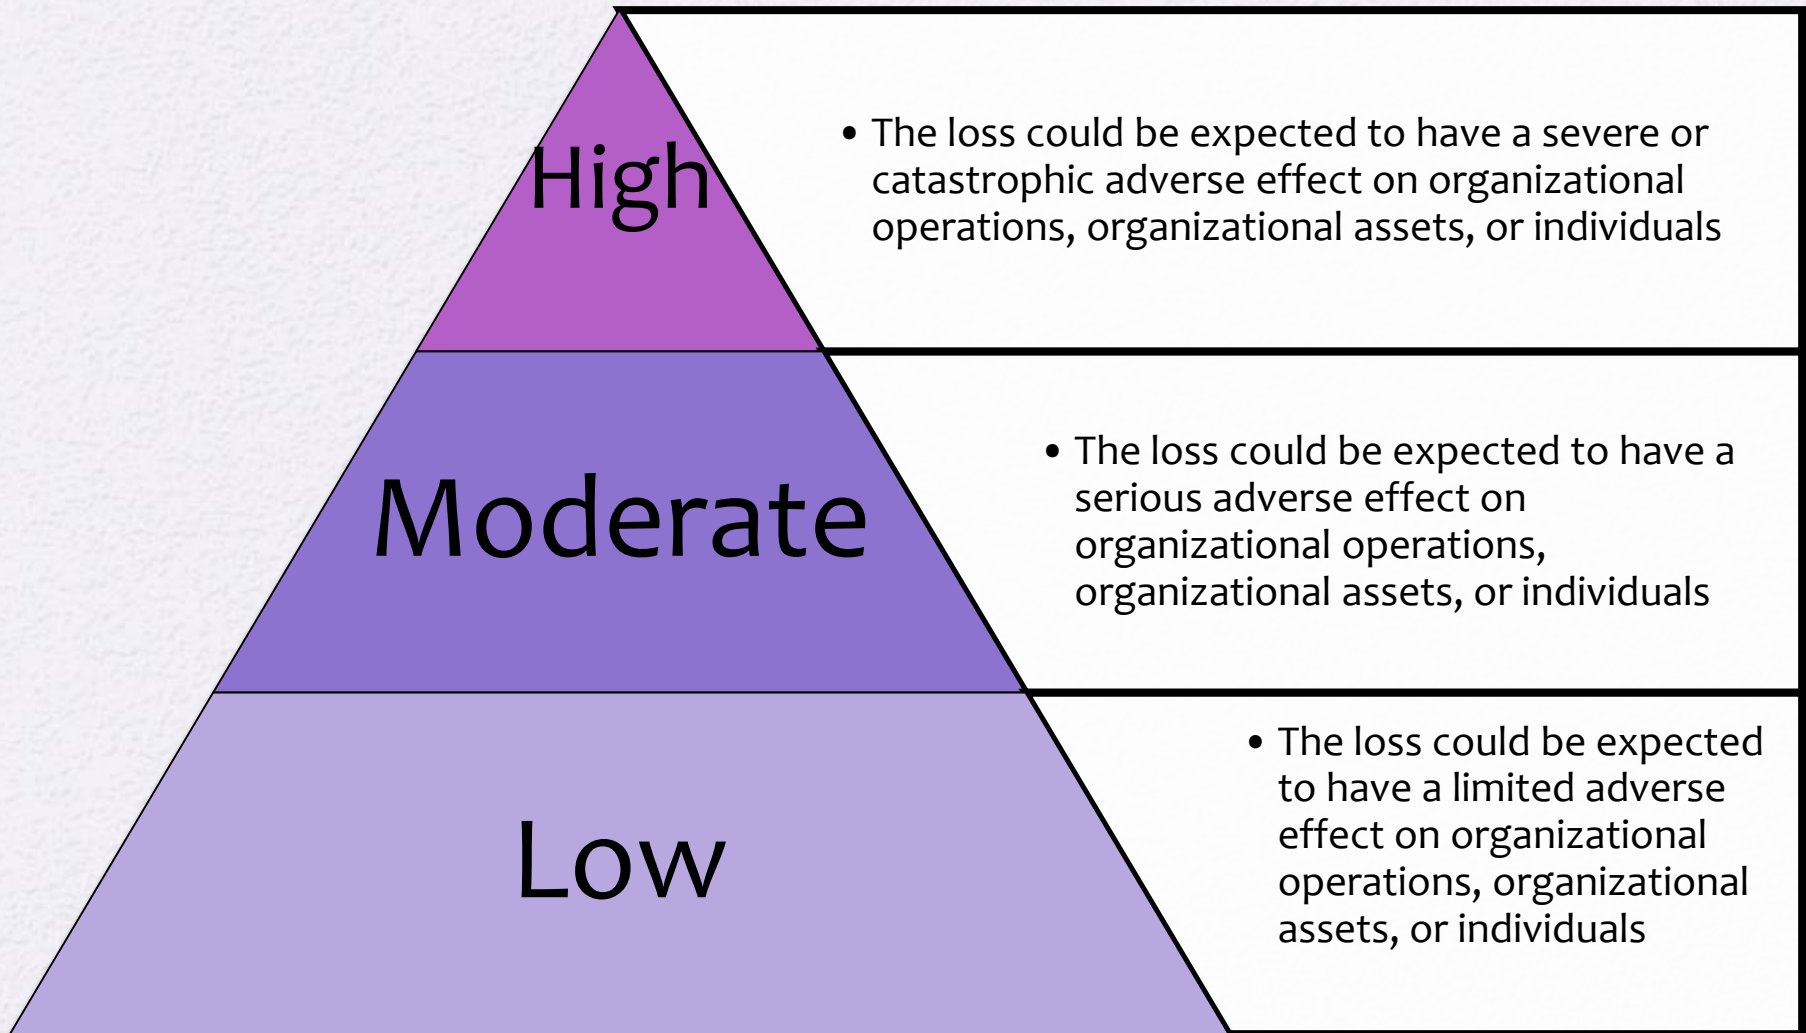 High
• The loss could be expected to have a severe or
catastrophic adverse effect on organizational
operations, organizational assets, or individuals
Moderate
• The loss could be expected to have a
serious adverse effect on
organizational operations,
organizational assets, or individuals
Low
• The loss could be expected
to have a limited adverse
effect on organizational
operations, organizational
assets, or individuals